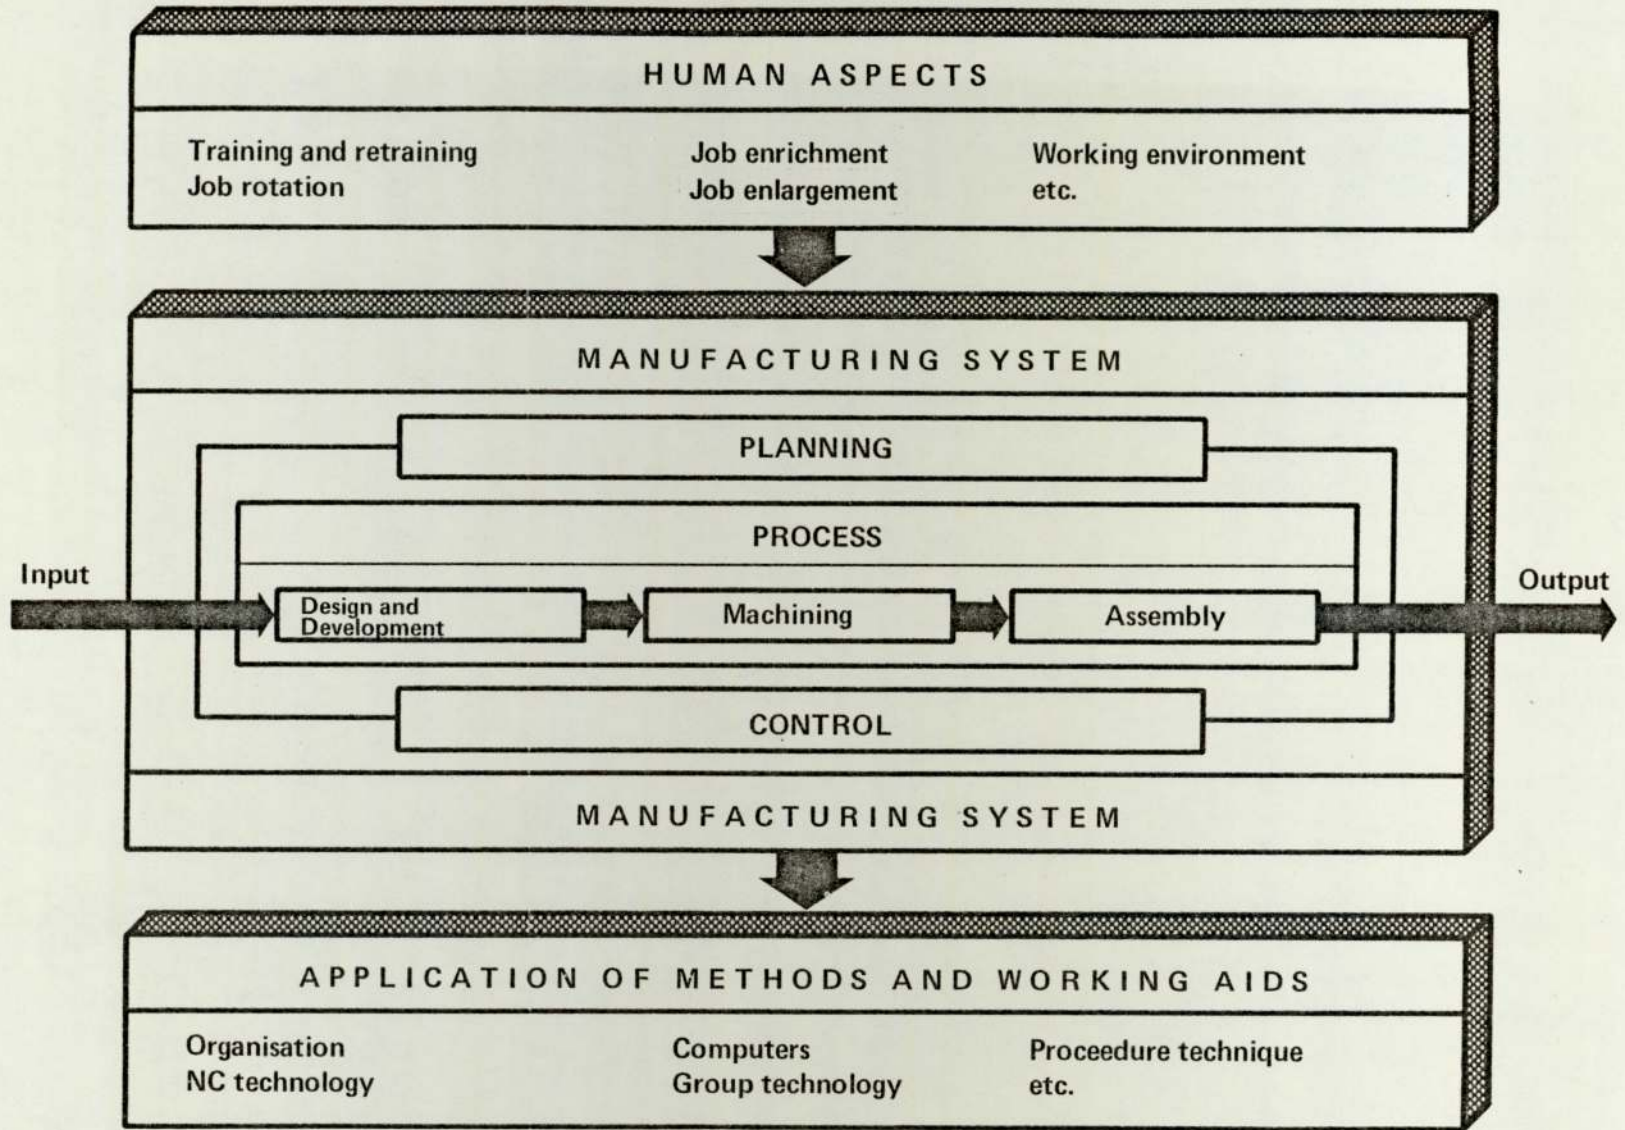 HUMAN ASPECTS
Training and retraining
Job rotation
Job enrichment
Job enlargement
Working environment
etc.
MANUFACTURING SYSTEM
PLANNING
PROCESS
Input
Design and
Development
Machining
Assembly
Output
CONTROL
MANUFACTURING SYSTEM
APPLICATION OF METHODS AND WORKING AIDS
Organisation
NC technology
Computers
Group technology
Proceedure technique
etc.